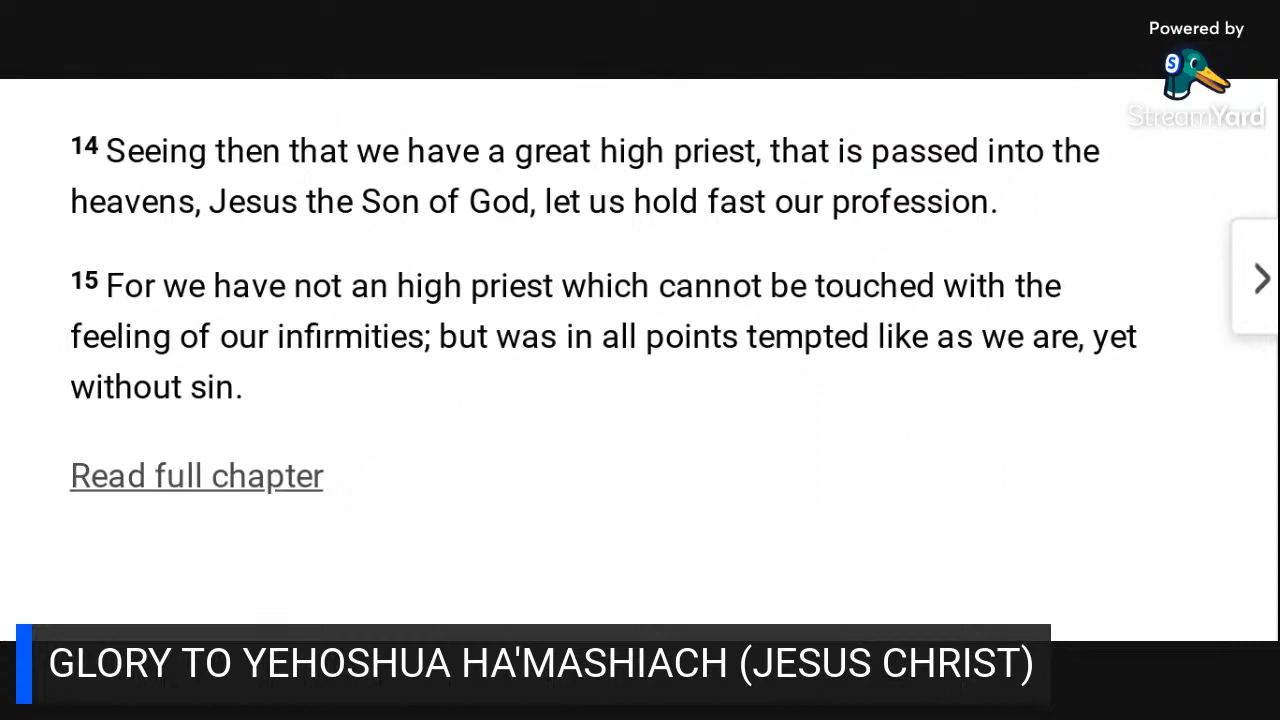 Powered by
S
StreamYard
14 Seeing then that we have a great high priest, that is passed into the
heavens, Jesus the Son of God, let us hold fast our profession.
15 For we have not an high priest which cannot be touched with the
feeling of our infirmities; but was in all points tempted like as we are, yet
without sin.
Read full chapter
GLORY TO YEHOSHUA HA'MASHIACH (JESUS CHRIST)